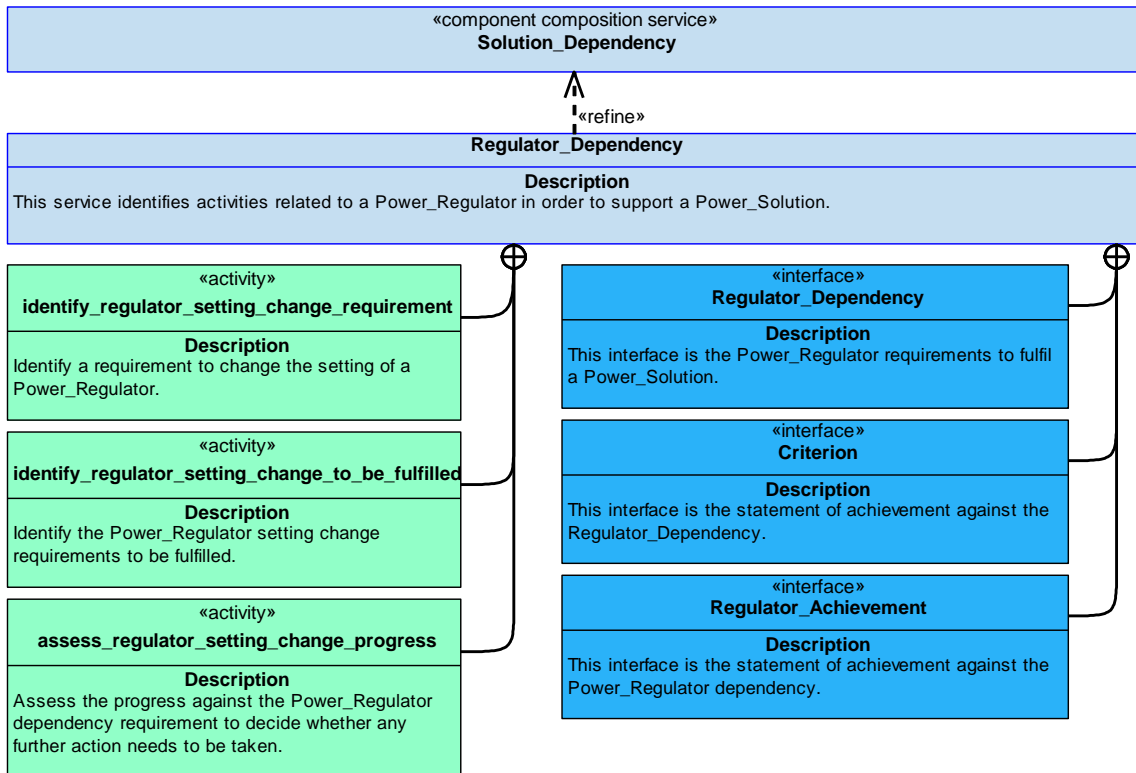 «component composition service»
Solution_Dependency
«refine»
Regulator_Dependency
Description
This service identifies activities related to a Power_Regulator in order to support a Power_Solution.
«activity»
identify_regulator_setting_change_requirement
Description
Identify a requirement to change the setting of a
Power_Regulator.
«activity»
identify_regulator_setting_change_to_be_fulfilled
Description
Identify the Power_Regulator setting change
requirements to be fulfilled.
«activity»
assess_regulator_setting_change_progress
Description
Assess the progress against the Power_Regulator
dependency requirement to decide whether any
further action needs to be taken.
«interface»
Regulator_Dependency
Description
This interface is the Power_Regulator requirements to fulfil
a Power_Solution.
«interface»
Criterion
Description
This interface is the statement of achievement against the
Regulator_Dependency.
«interface»
Regulator_Achievement
Description
This interface is the statement of achievement against the
Power_Regulator dependency.